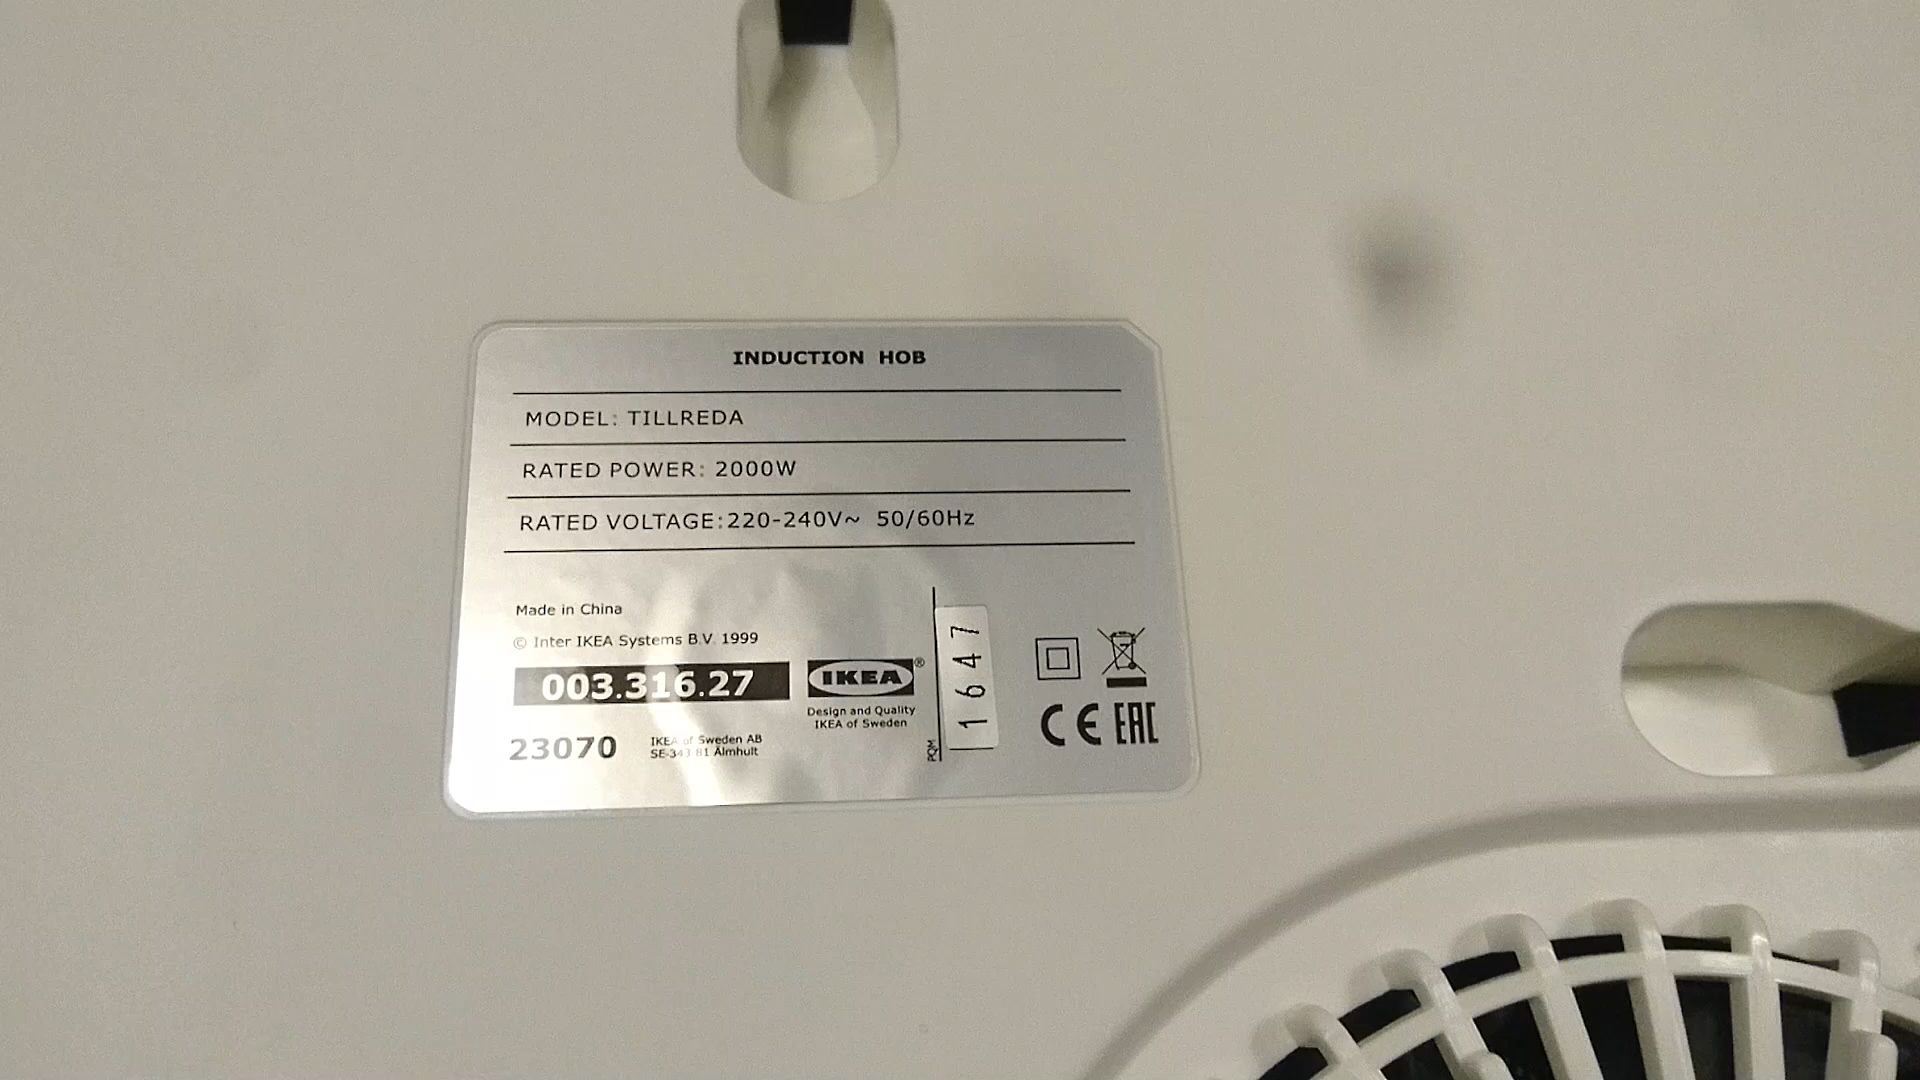 INDUCTION HOB
MODEL: TILLREDA
RATED POWER: 2000W
RATED VOLTAGE:220-240V~ 50/60Hz
Made in China
© Inter IKEA Systems B.V. 1999
003.316.27
IKEA®
Design and Quality
IKEA of Sweden
23070
IKEA of Sweden AB
SE-343 81 Älmhult
PQM
1647
CE EAC